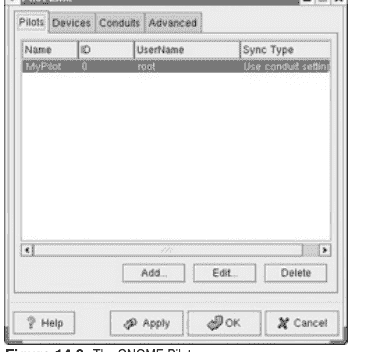 Pilots Devices Conduits Advanced
Name ID UserName Sync Type
MyPilot 0 root Use conduit settin
Add... Edit... Delete
Help Apply OK Cancel
The GNOME Pilot